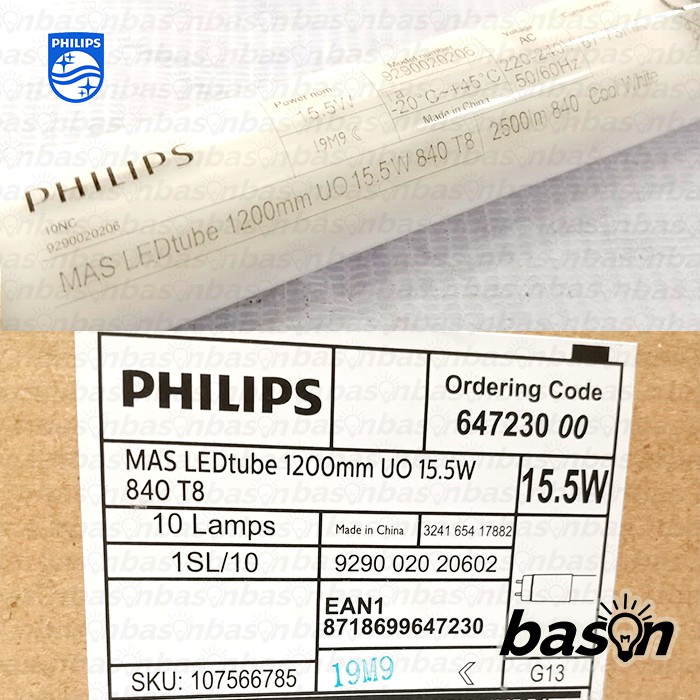 PHILIPS
Power nom
15.5W
19M9
Model number
9290020206
-20°C~+45°C
Made in China
AC
220-240V
50/60Hz
PHILIPS
10NC
9290020206
MAS LEDtube 1200mm UO 15.5W 840 T8
2500lm 840 Cool White
PHILIPS
Ordering Code
647230 00
MAS LEDtube 1200mm UO 15.5W
840 T8
15.5W
10 Lamps
Made in China
3241 654 17882
1SL/10
9290 020 20602
EAN1
8718699647230
SKU: 107566785
19M9
G13
bason